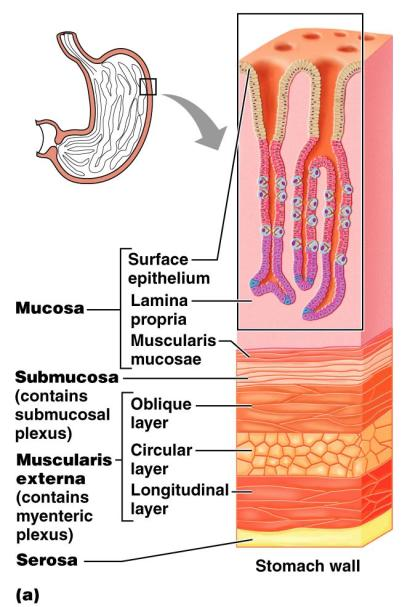 Surface
epithelium
Mucosa
Lamina
propria
Muscularis
mucosae
Submucosa
(contains
submucosal
plexus)
Oblique
layer
Muscularis
externa
(contains
myenteric
plexus)
Circular
layer
Longitudinal
layer
Serosa
Stomach wall
(a)